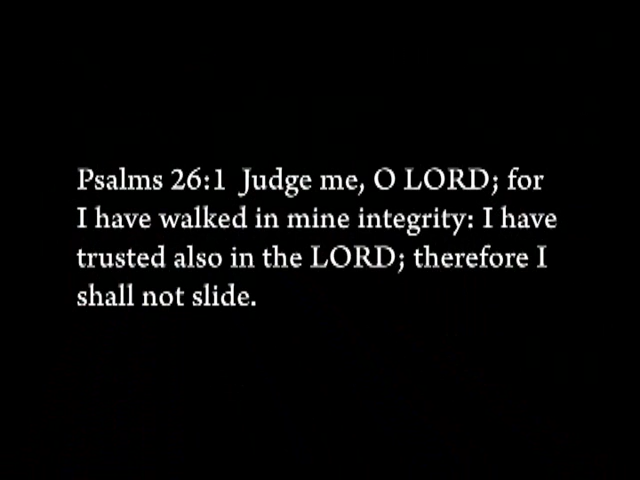 Psalms 26:1  Judge me, O LORD; for
I have walked in mine integrity: I have
trusted also in the LORD; therefore I
shall not slide.